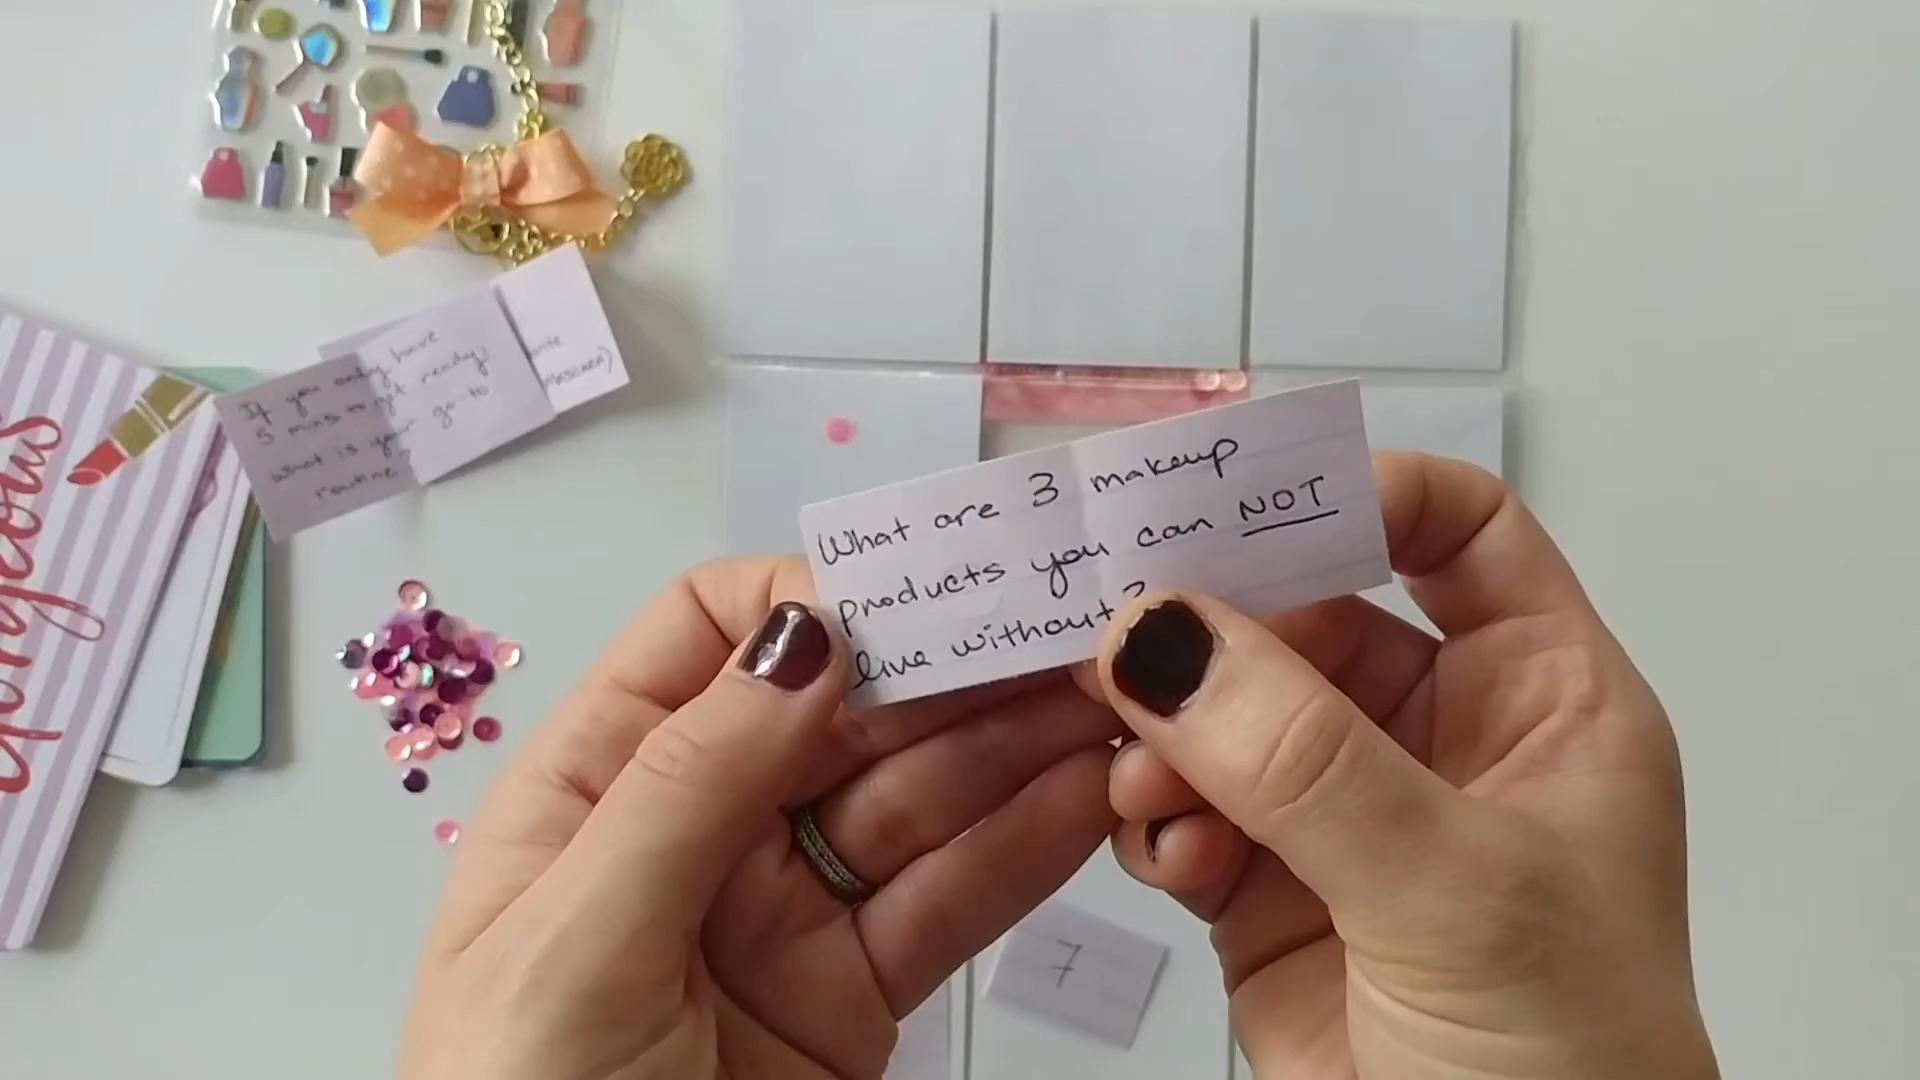 What are 3 makeup
products you can NOT
live without?
If you only have
5 mins to get ready,
what is your go-to
routine?
MASCARA)
Gorgeous
7